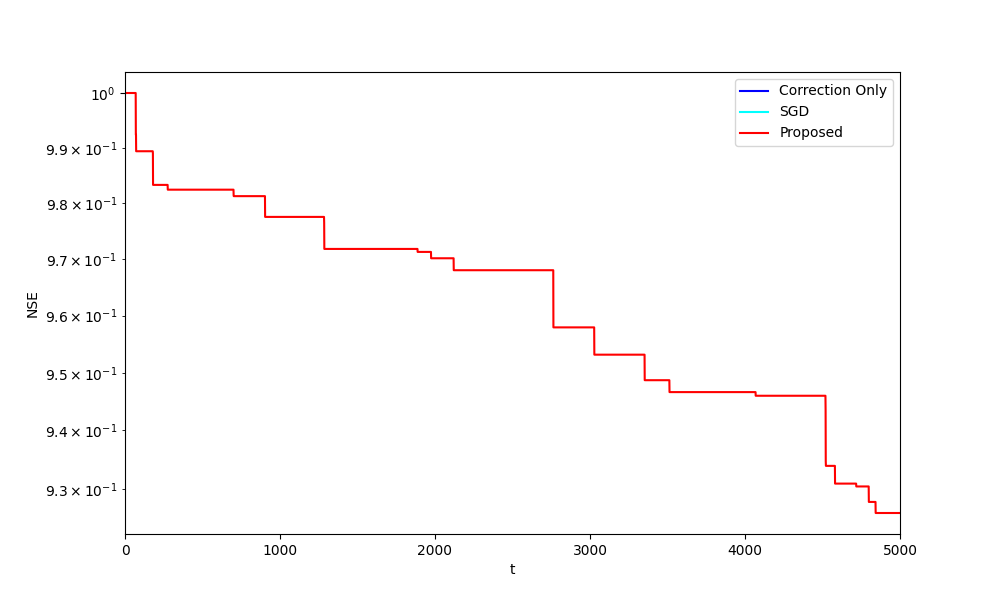 Correction Only
SGD
Proposed
10⁰
9.9 × 10⁻¹
9.8 × 10⁻¹
9.7 × 10⁻¹
9.6 × 10⁻¹
9.5 × 10⁻¹
9.4 × 10⁻¹
9.3 × 10⁻¹
NSE
0 1000 2000 3000 4000 5000
t